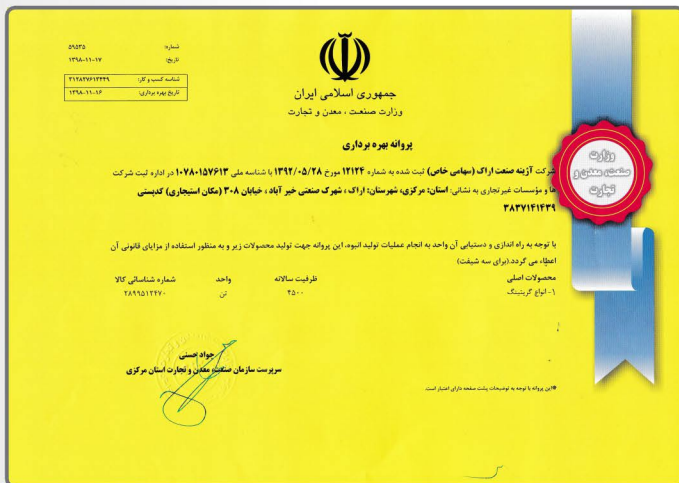 شماره: ۵۹۵۳۵
تاریخ: ۱۳۹۸-۱۱-۱۷
شناسه کسب و کار: ۲۱۲۸۲۷۶۱۳۴۴۹
تاریخ بهره برداری: ۱۳۹۸-۱۱-۱۶
جمهوری اسلامی ایران
وزارت صنعت ، معدن و تجارت
پروانه بهره برداری
وزارت
صنعت، معدن و
تجارت
شرکت آژینه صنعت اراک (سهامی خاص) ثبت شده به شماره ۱۲۱۲۴ مورخ ۱۳۹۲/۰۵/۲۸ با شناسه ملی ۱۰۷۸۰۱۵۷۶۱۳ در اداره ثبت شرکت
ها و مؤسسات غیر تجاری به نشانی: استان: مرکزی، شهرستان: اراک ، شهرک صنعتی خیر آباد ، خیابان ۳۰۸ (مکان استیجاری) کدپستی
۳۸۳۷۱۴۱۴۳۹
با توجه به راه اندازی و دستیابی آن واحد به انجام عملیات تولید انبوه، این پروانه جهت تولید محصولات زیر و به منظور استفاده از مزایای قانونی آن
اعطاء می گردد.(برای سه شیفت)
محصولات اصلی ظرفیت سالانه واحد شماره شناسائی کالا
۱- انواع گریتینگ ۴۵۰۰ تن ۲۸۹۹۵۱۲۴۷۰
جواد حسنی
سرپرست سازمان صنعت، معدن و تجارت استان مرکزی
*این پروانه با توجه به توضیحات پشت صفحه دارای اعتبار است.